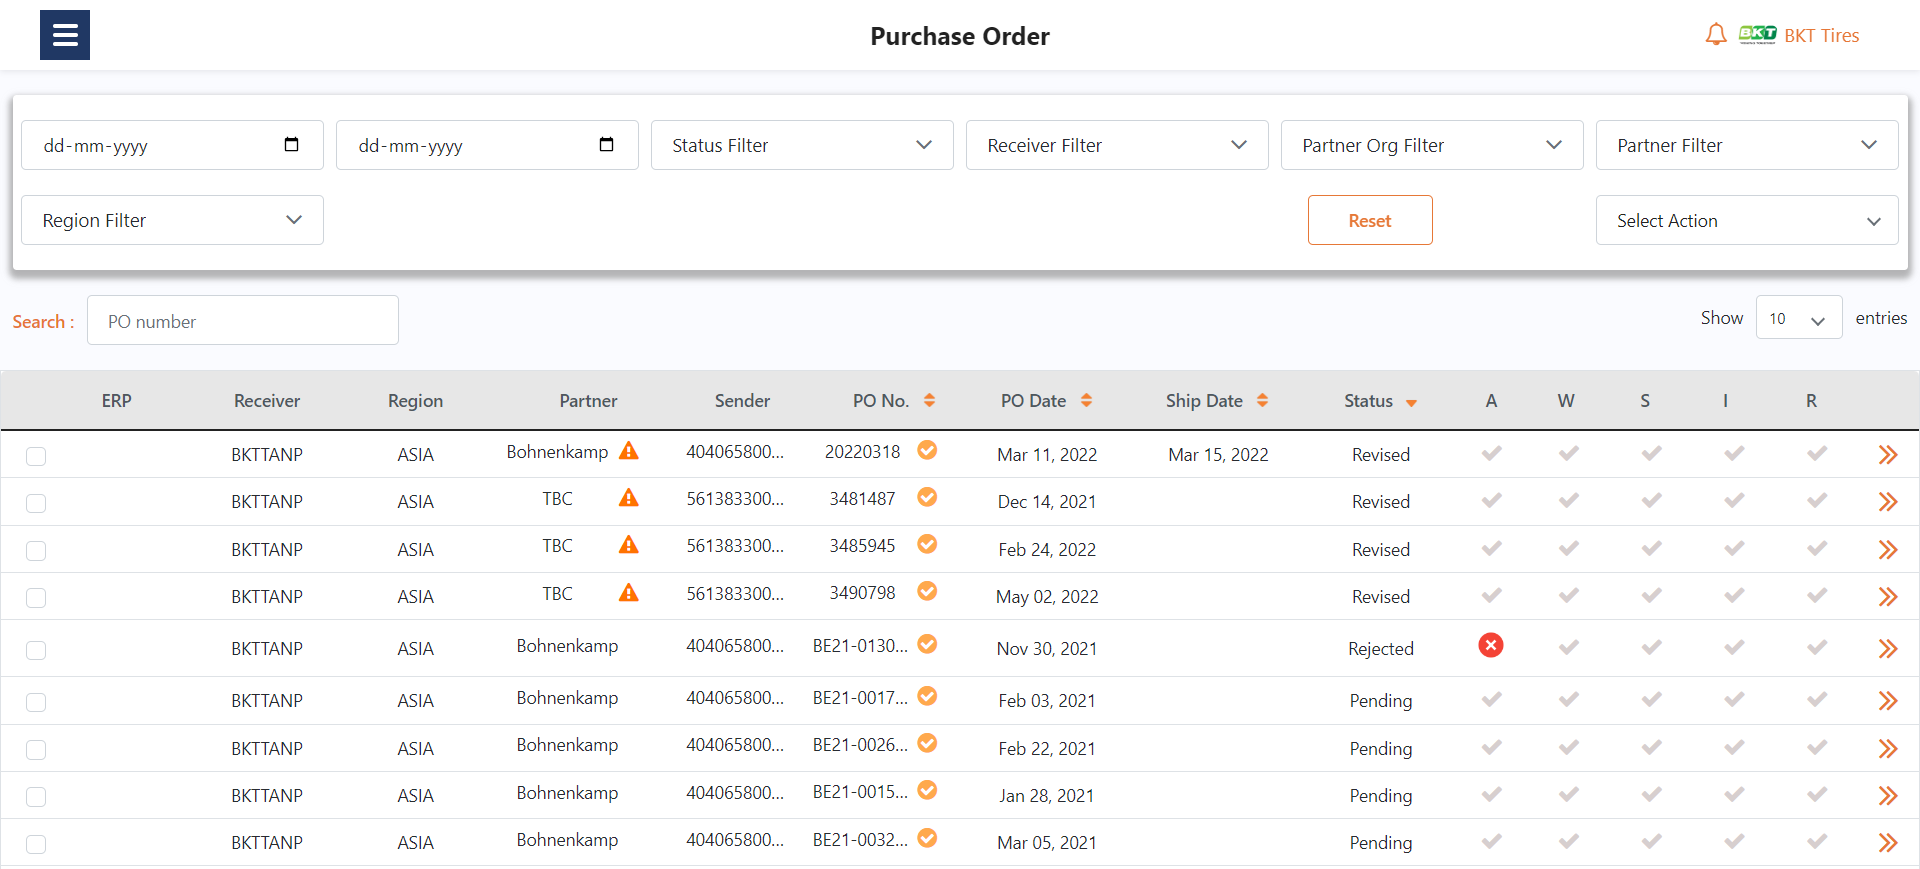 Purchase Order
BKT BKT Tires
dd-mm-yyyy dd-mm-yyyy Status Filter Receiver Filter Partner Org Filter Partner Filter
Region Filter Reset Select Action
Search : PO number Show 10 entries
ERP Receiver Region Partner Sender PO No. PO Date Ship Date Status A W S I R
BKTTANP ASIA Bohnenkamp 404065800... 20220318 Mar 11, 2022 Mar 15, 2022 Revised
BKTTANP ASIA TBC 561383300... 3481487 Dec 14, 2021 Revised
BKTTANP ASIA TBC 561383300... 3485945 Feb 24, 2022 Revised
BKTTANP ASIA TBC 561383300... 3490798 May 02, 2022 Revised
BKTTANP ASIA Bohnenkamp 404065800... BE21-0130... Nov 30, 2021 Rejected
BKTTANP ASIA Bohnenkamp 404065800... BE21-0017... Feb 03, 2021 Pending
BKTTANP ASIA Bohnenkamp 404065800... BE21-0026... Feb 22, 2021 Pending
BKTTANP ASIA Bohnenkamp 404065800... BE21-0015... Jan 28, 2021 Pending
BKTTANP ASIA Bohnenkamp 404065800... BE21-0032... Mar 05, 2021 Pending